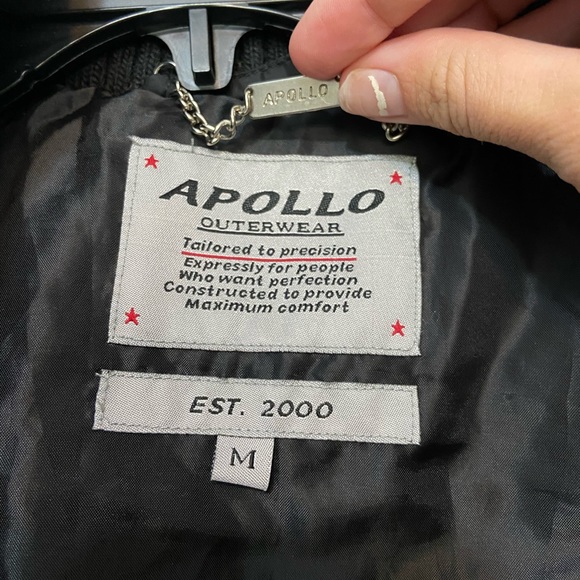 APOLLO
APOLLO
OUTERWEAR
Tailored to precision
Expressly for people
Who want perfection
Constructed to provide
Maximum comfort
EST. 2000
M